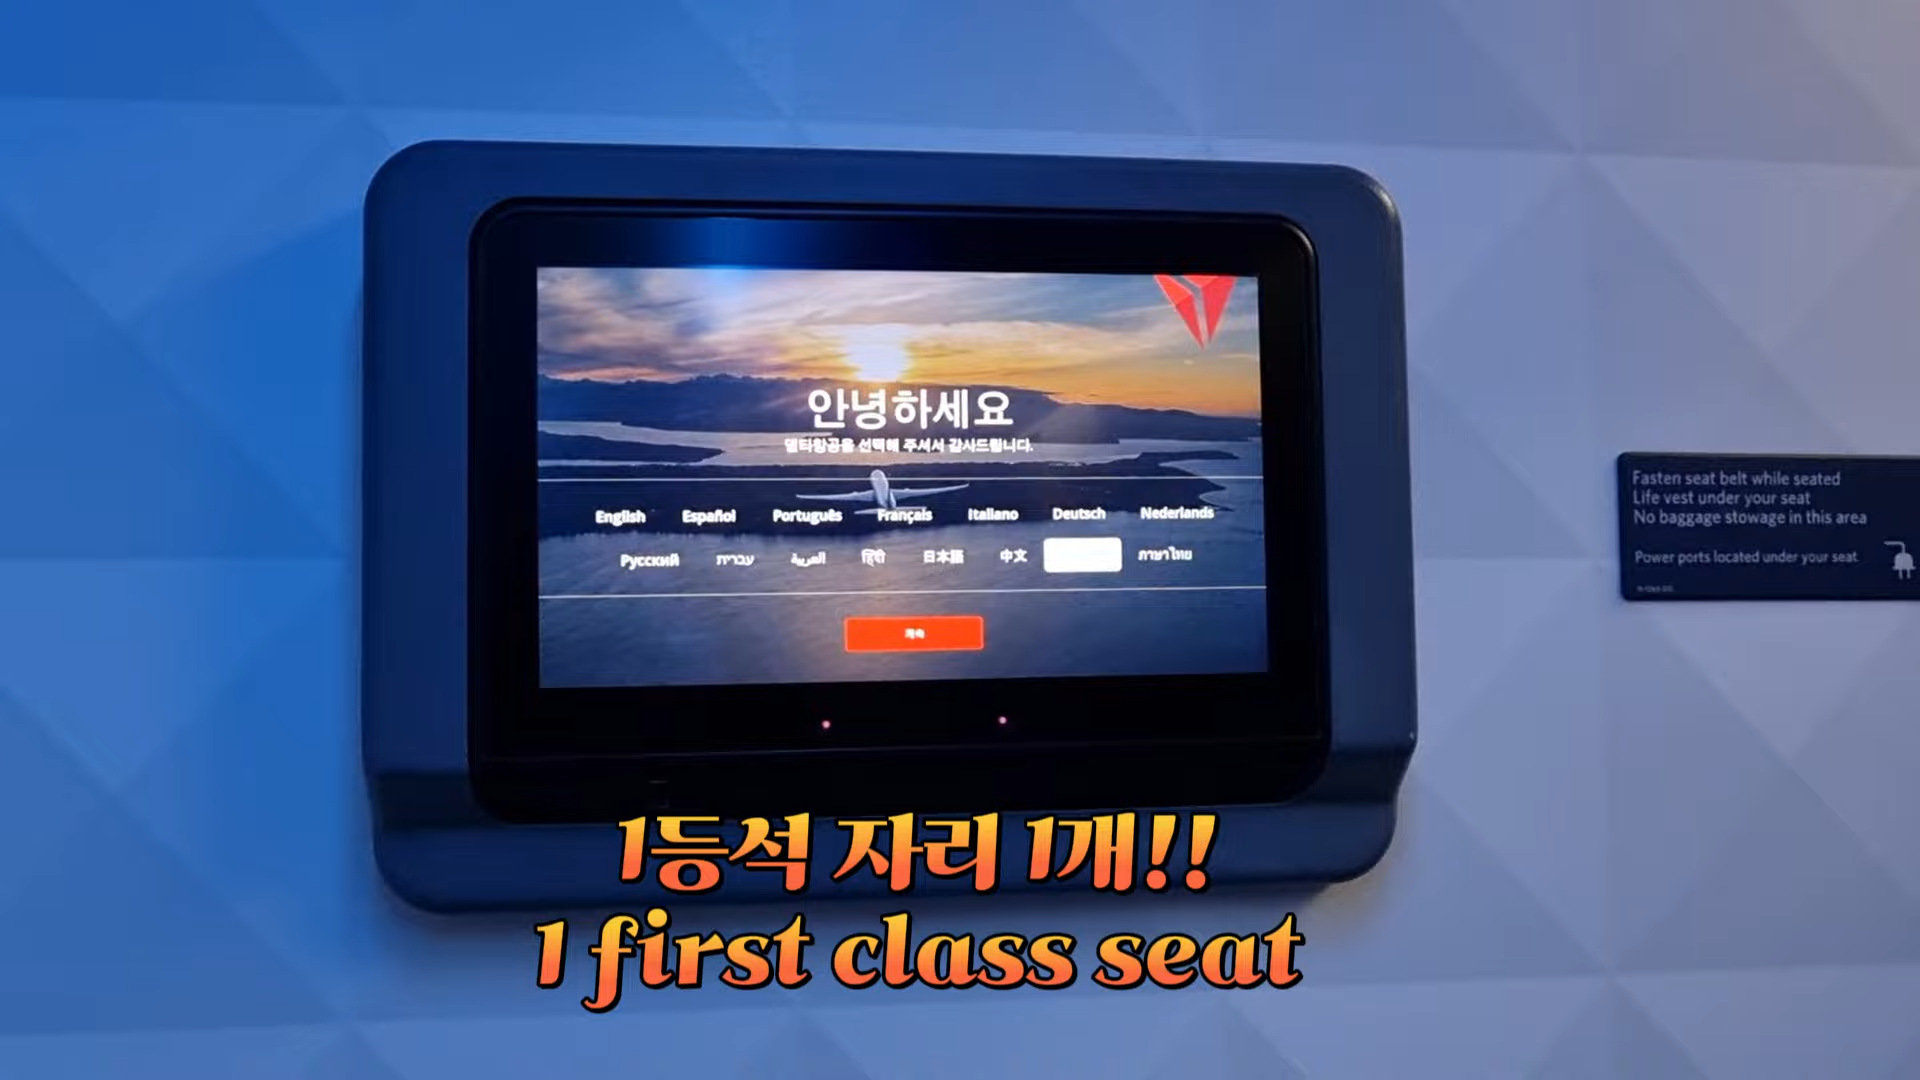 안녕하세요
델타항공을 선택해 주셔서 감사드립니다.
English Español Português Français Italiano Deutsch Nederlands
Русский עברית العربية हिंदी 日本語 中文 ภาษาไทย
계속
Fasten seat belt while seated
Life vest under your seat
No baggage stowage in this area
Power ports located under your seat
1등석 자리 1개!!
1 first class seat